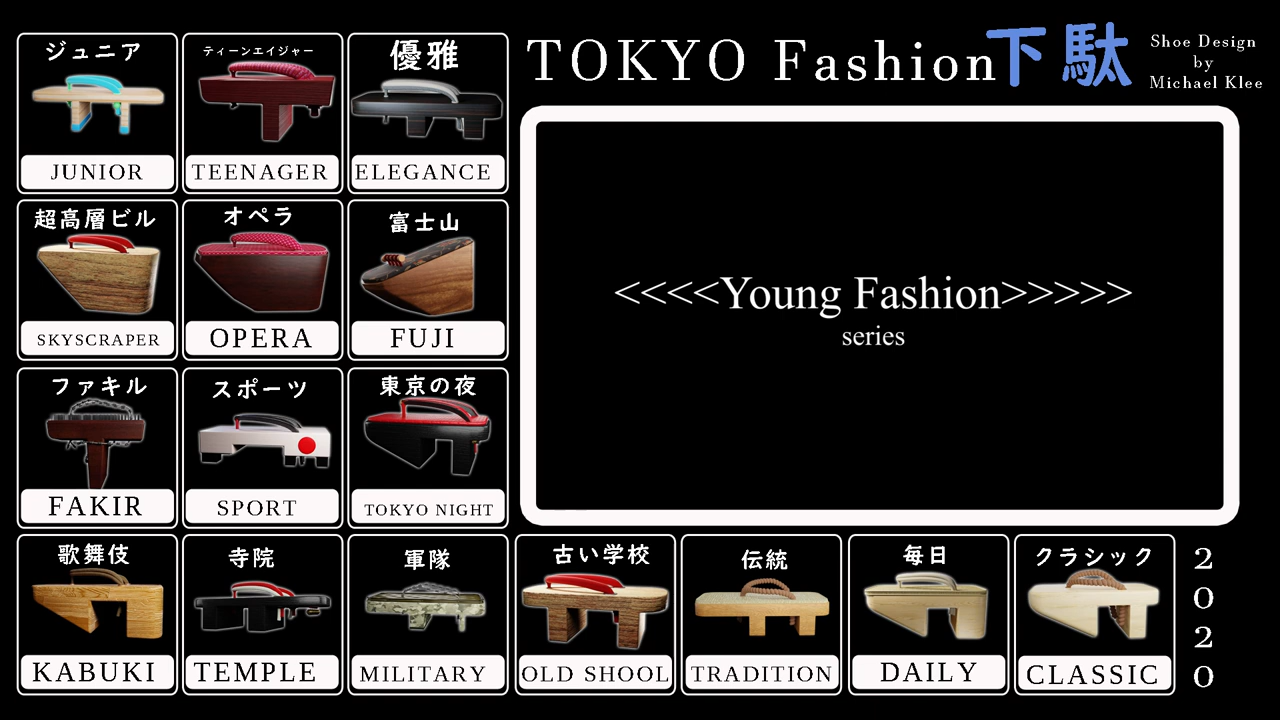 TOKYO Fashion下駄
Shoe Design
by
Michael Klee
ジュニア
JUNIOR
ティーンエイジャー
TEENAGER
優雅
ELEGANCE
超高層ビル
SKYSCRAPER
オペラ
OPERA
富士山
FUJI
<<<<Young Fashion>>>>>
series
ファキル
FAKIR
スポーツ
SPORT
東京の夜
TOKYO NIGHT
歌舞伎
KABUKI
寺院
TEMPLE
軍隊
MILITARY
古い学校
OLD SHOOL
伝統
TRADITION
毎日
DAILY
クラシック
CLASSIC
2
0
2
0